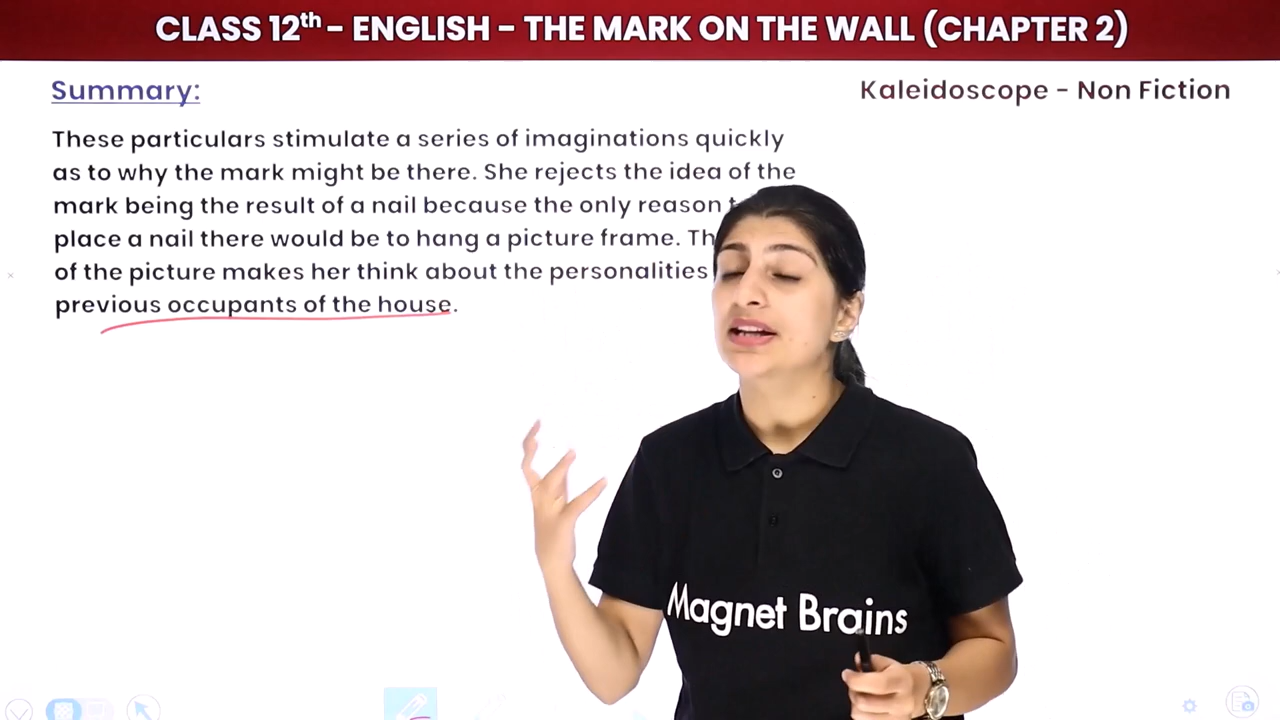 CLASS 12th - ENGLISH - THE MARK ON THE WALL (CHAPTER 2)
Summary:
Kaleidoscope - Non Fiction
These particulars stimulate a series of imaginations quickly
as to why the mark might be there. She rejects the idea of the
mark being the result of a nail because the only reason
place a nail there would be to hang a picture frame.
of the picture makes her think about the personalities
previous occupants of the house.
Magnet Brains